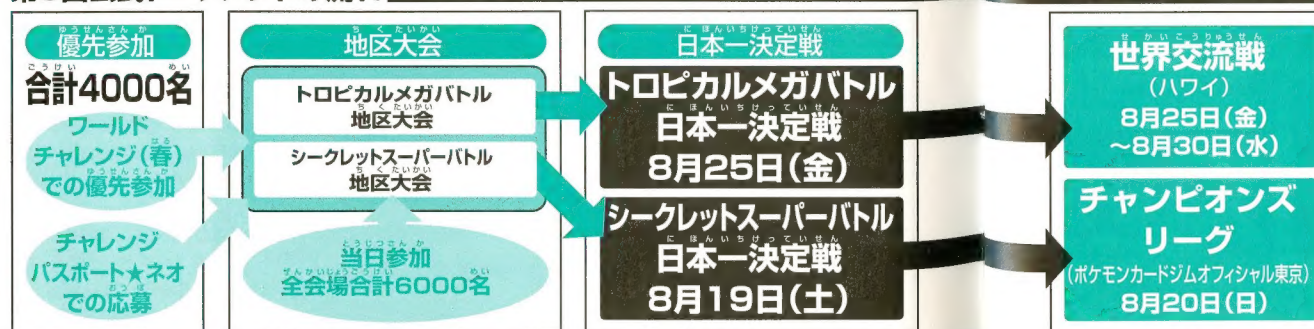 優先参加
合計4000名
ワールド
チャレンジ(春)
での優先参加
チャレンジ
パスポート★ネオ
での応募
地区大会
トロピカルメガバトル
地区大会
シークレットスーパーバトル
地区大会
当日参加
全会場合計6000名
日本一決定戦
トロピカルメガバトル
日本一決定戦
8月25日(金)
シークレットスーパーバトル
日本一決定戦
8月19日(土)
世界交流戦
(ハワイ)
8月25日(金)
~8月30日(水)
チャンピオンズ
リーグ
(ポケモンカードジムオフィシャル東京)
8月20日(日)